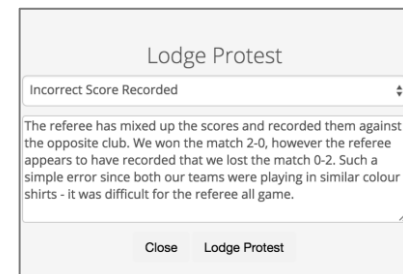 Lodge Protest
Incorrect Score Recorded
The referee has mixed up the scores and recorded them against
the opposite club. We won the match 2-0, however the referee
appears to have recorded that we lost the match 0-2. Such a
simple error since both our teams were playing in similar colour
shirts - it was difficult for the referee all game.
Close Lodge Protest